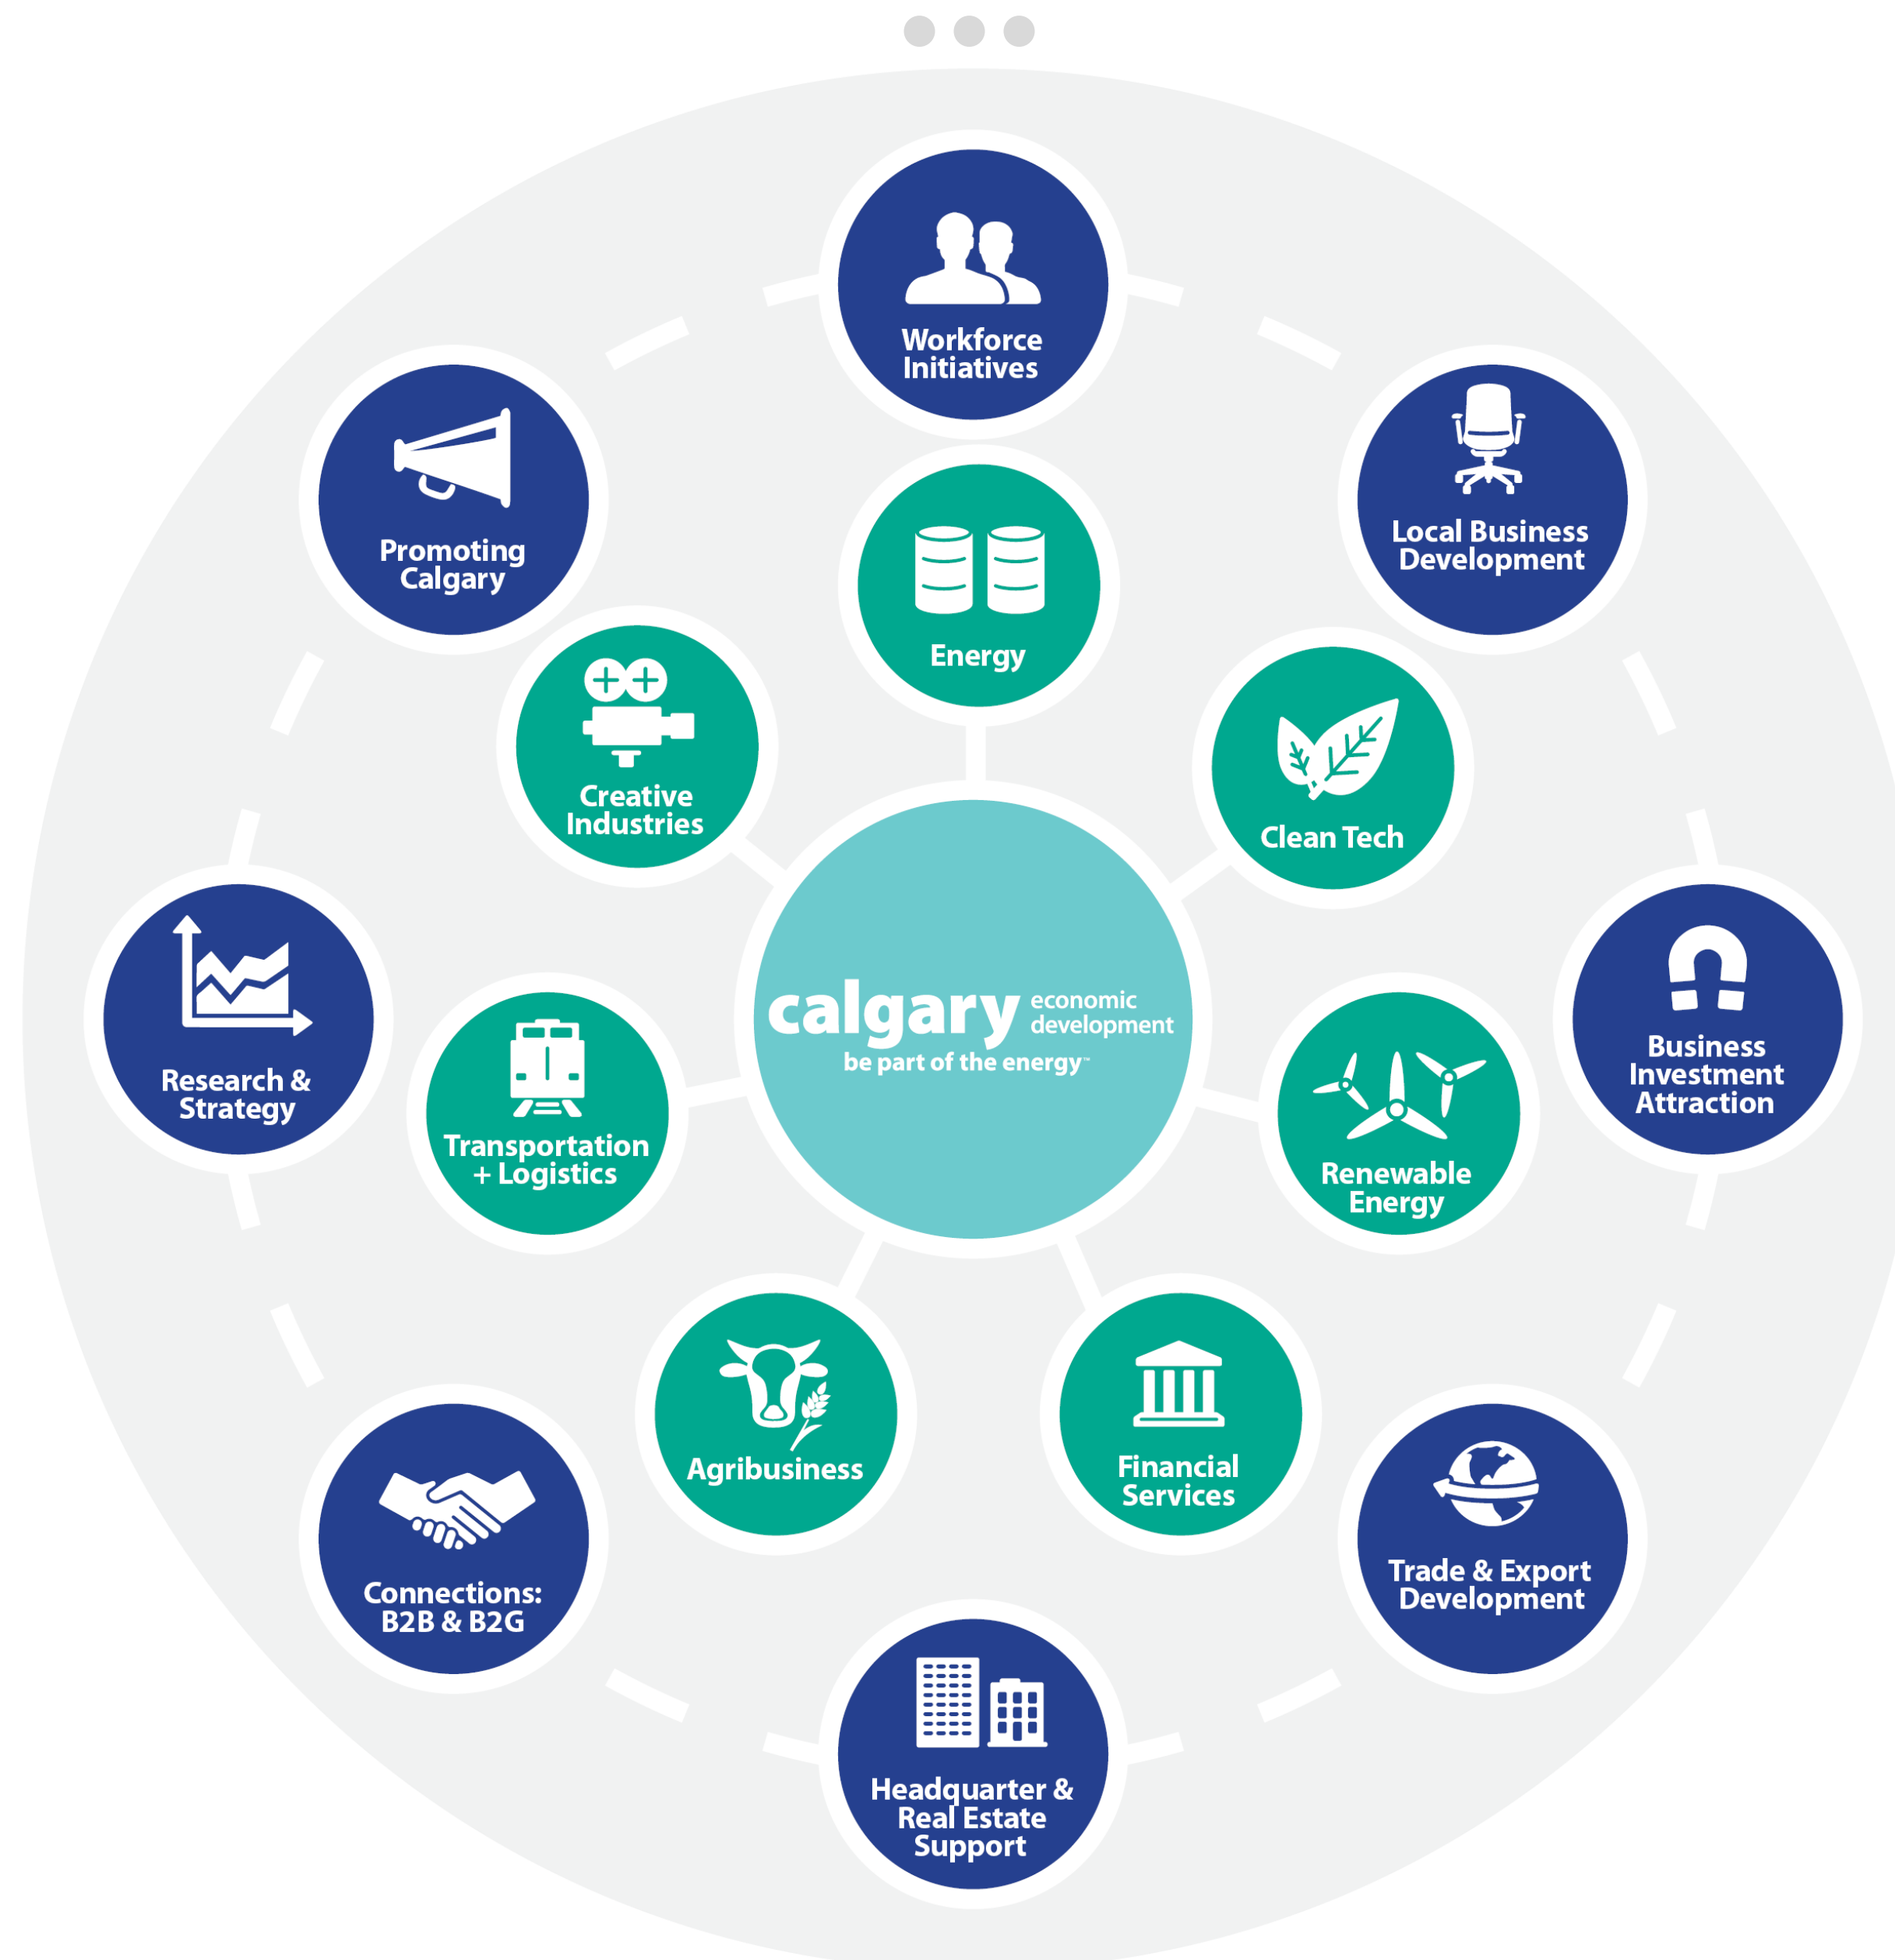 Workforce
Initiatives
Promoting
Calgary
Local Business
Development
Energy
Creative
Industries
Clean Tech
calgary economic
development
be part of the energy™
Research &
Strategy
Transportation
+ Logistics
Renewable
Energy
Business
Investment
Attraction
Agribusiness
Financial
Services
Connections:
B2B & B2G
Trade & Export
Development
Headquarter &
Real Estate
Support